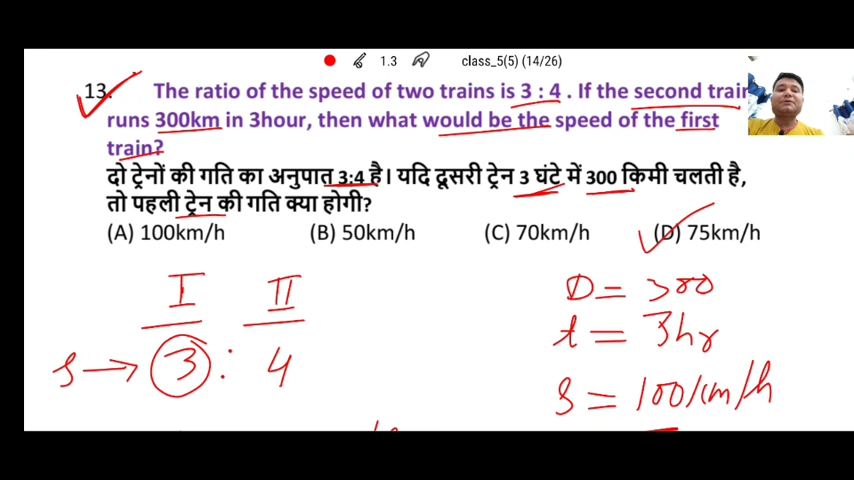 1.3 class_5(5) (14/26)
13. The ratio of the speed of two trains is 3 : 4 . If the second train
runs 300km in 3hour, then what would be the speed of the first
train?
दो ट्रेनों की गति का अनुपात 3:4 है। यदि दूसरी ट्रेन 3 घंटे में 300 किमी चलती है,
तो पहली ट्रेन की गति क्या होगी?
(A) 100km/h (B) 50km/h (C) 70km/h (D) 75km/h
I II
D = 300
t = 3hr
s → 3 : 4
S = 100km/h